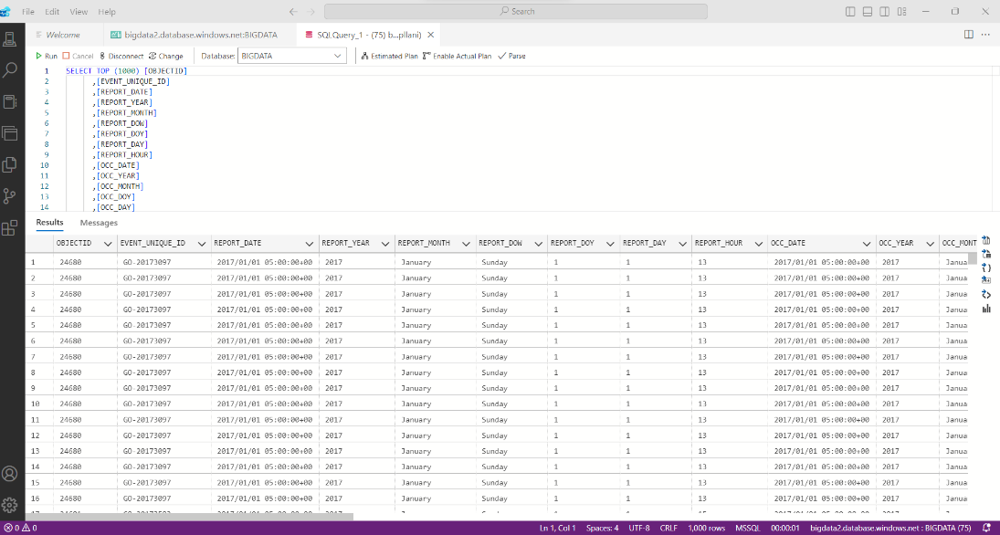 File Edit View Help Search
Welcome bigdata2.database.windows.net:BIGDATA SQLQuery_1 - (75) b...pllani)
Run Cancel Disconnect Change Database: BIGDATA Estimated Plan Enable Actual Plan Parse
1 SELECT TOP (1000) [OBJECTID]
2 ,[EVENT_UNIQUE_ID]
3 ,[REPORT_DATE]
4 ,[REPORT_YEAR]
5 ,[REPORT_MONTH]
6 ,[REPORT_DOW]
7 ,[REPORT_DOY]
8 ,[REPORT_DAY]
9 ,[REPORT_HOUR]
10 ,[OCC_DATE]
11 ,[OCC_YEAR]
12 ,[OCC_MONTH]
13 ,[OCC_DOY]
14 ,[OCC_DAY]
Results Messages
OBJECTID EVENT_UNIQUE_ID REPORT_DATE REPORT_YEAR REPORT_MONTH REPORT_DOW REPORT_DOY REPORT_DAY REPORT_HOUR OCC_DATE OCC_YEAR OCC_MONT
1 24680 GO-20173097 2017/01/01 05:00:00+00 2017 January Sunday 1 1 13 2017/01/01 05:00:00+00 2017 Janua
2 24680 GO-20173097 2017/01/01 05:00:00+00 2017 January Sunday 1 1 13 2017/01/01 05:00:00+00 2017 Janua
3 24680 GO-20173097 2017/01/01 05:00:00+00 2017 January Sunday 1 1 13 2017/01/01 05:00:00+00 2017 Janua
4 24680 GO-20173097 2017/01/01 05:00:00+00 2017 January Sunday 1 1 13 2017/01/01 05:00:00+00 2017 Janua
5 24680 GO-20173097 2017/01/01 05:00:00+00 2017 January Sunday 1 1 13 2017/01/01 05:00:00+00 2017 Janua
6 24680 GO-20173097 2017/01/01 05:00:00+00 2017 January Sunday 1 1 13 2017/01/01 05:00:00+00 2017 Janua
7 24680 GO-20173097 2017/01/01 05:00:00+00 2017 January Sunday 1 1 13 2017/01/01 05:00:00+00 2017 Janua
8 24680 GO-20173097 2017/01/01 05:00:00+00 2017 January Sunday 1 1 13 2017/01/01 05:00:00+00 2017 Janua
9 24680 GO-20173097 2017/01/01 05:00:00+00 2017 January Sunday 1 1 13 2017/01/01 05:00:00+00 2017 Janua
10 24680 GO-20173097 2017/01/01 05:00:00+00 2017 January Sunday 1 1 13 2017/01/01 05:00:00+00 2017 Janua
11 24680 GO-20173097 2017/01/01 05:00:00+00 2017 January Sunday 1 1 13 2017/01/01 05:00:00+00 2017 Janua
12 24680 GO-20173097 2017/01/01 05:00:00+00 2017 January Sunday 1 1 13 2017/01/01 05:00:00+00 2017 Janua
13 24680 GO-20173097 2017/01/01 05:00:00+00 2017 January Sunday 1 1 13 2017/01/01 05:00:00+00 2017 Janua
14 24680 GO-20173097 2017/01/01 05:00:00+00 2017 January Sunday 1 1 13 2017/01/01 05:00:00+00 2017 Janua
15 24680 GO-20173097 2017/01/01 05:00:00+00 2017 January Sunday 1 1 13 2017/01/01 05:00:00+00 2017 Janua
16 24680 GO-20173097 2017/01/01 05:00:00+00 2017 January Sunday 1 1 13 2017/01/01 05:00:00+00 2017 Janua
0 0 Ln 1, Col 1 Spaces: 4 UTF-8 CRLF 1,000 rows MSSQL 00:00:01 bigdata2.database.windows.net : BIGDATA (75)